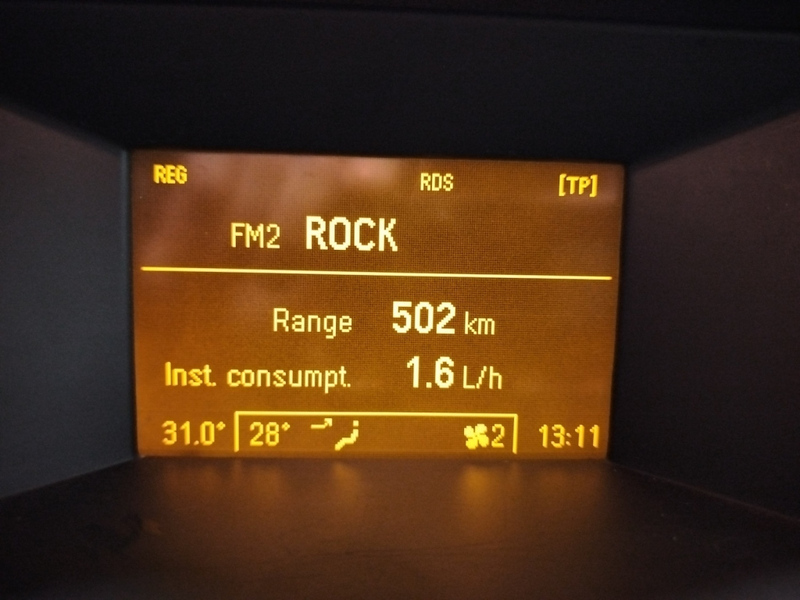 REG RDS [TP]
FM2 ROCK
Range 502 km
Inst. consumpt. 1.6 L/h
31.0° 28° 2 13:11